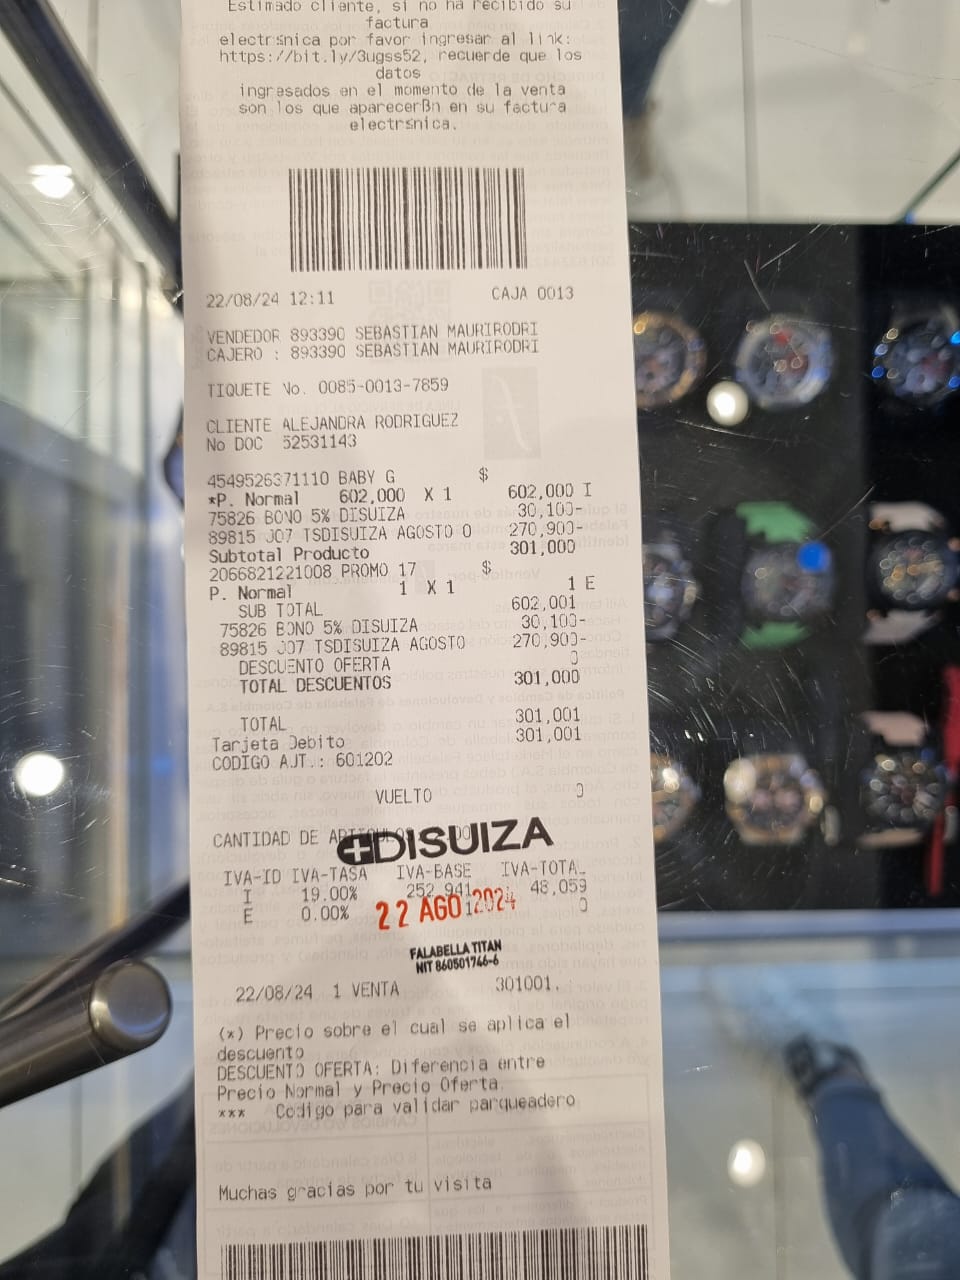 Estimado cliente, si no ha recibido su
factura
electrsnica por favor ingresar al link:
https://bit.ly/3ugss52, recuerde que los
datos
ingresados en el momento de la venta
son los que aparecerßn en su factura
electrsnica.
22/08/24 12:11 CAJA 0013
VENDEDOR 893390 SEBASTIAN MAURIRODRI
CAJERO : 893390 SEBASTIAN MAURIRODRI
TIQUETE No. 0085-0013-7859
CLIENTE ALEJANDRA RODRIGUEZ
No DOC 52531143
4549526371110 BABY G $
*P. Normal 602,000 X 1 602,000 I
75826 BONO 5% DISUIZA 30,100-
89815 JO7 TSDISUIZA AGOSTO O 270,900-
Subtotal Producto 301,000
2066821221008 PROMO 17 $
P. Normal 1 X 1 1 E
SUB TOTAL 602,001
75826 BONO 5% DISUIZA 30,100-
89815 JO7 TSDISUIZA AGOSTO 270,900-
DESCUENTO OFERTA 0
TOTAL DESCUENTOS 301,000
TOTAL 301,001
Tarjeta Debito 301,001
CODIGO AJT.: 601202
VUELTO 0
CANTIDAD DE
DISUIZA
IVA-ID IVA-TASA IVA-BASE IVA-TOTAL
I 19.00% 252,941 48,059
E 0.00% 1 0
22 AGO 2024
FALABELLA TITAN
NIT 860501746-6
22/08/24 1 VENTA 301001.
(*) Precio sobre el cual se aplica el
descuento
DESCUENTO OFERTA: Diferencia entre
Precio Normal y Precio Oferta.
*** Codigo para validar parqueadero
Muchas gracias por tu visita